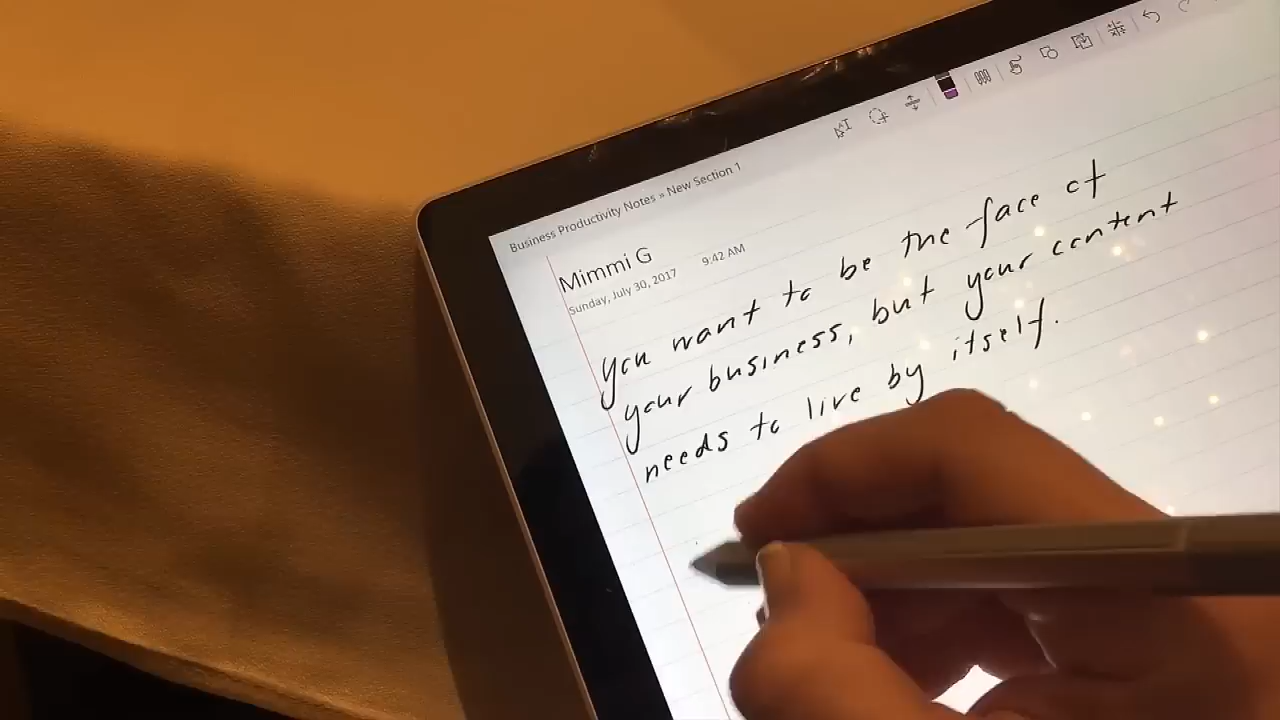 Business Productivity Notes » New Section 1
Mimmi G
Sunday, July 30, 2017 9:42 AM
you want to be the face of
your business, but your content
needs to live by itself.